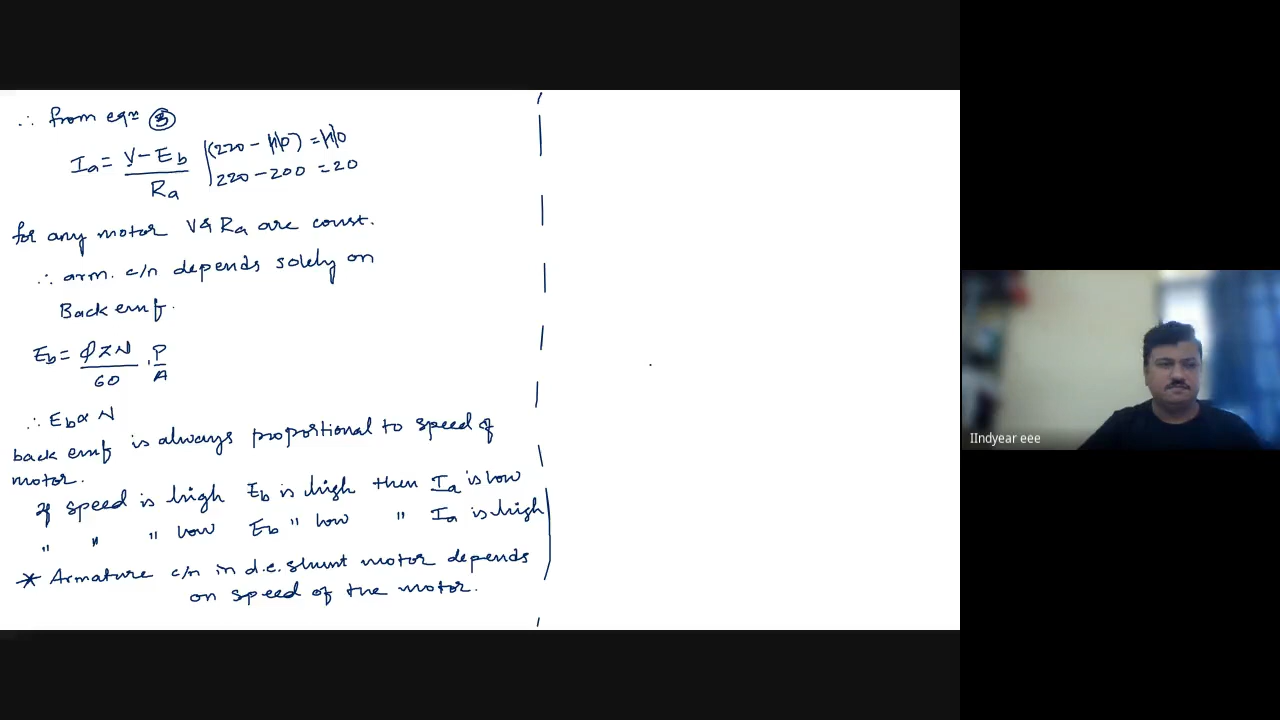 ∴ from eqn ③
Ia = V - Eb / Ra | (220 - 110) = 110
220 - 200 = 20
for any motor V & Ra are const.
∴ arm. c/n depends solely on
Back emf.
Eb = ΦZN / 60 . P / A
∴ Eb ∝ N
back emf is always proportional to speed of
motor.
If speed is high Eb is high then Ia is low
" " " low Eb " low " Ia is high
* Armature c/n in d.c. shunt motor depends
on speed of the motor.
IIndyear eee